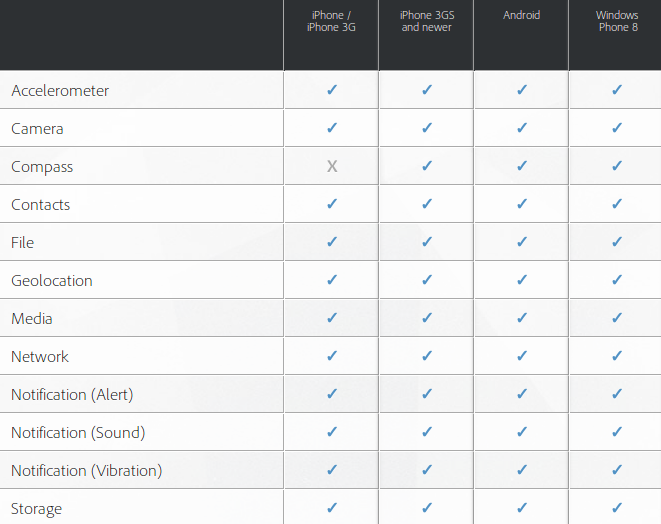 iPhone /
iPhone 3G
iPhone 3GS
and newer
Android
Windows
Phone 8
Accelerometer ✓ ✓ ✓ ✓
Camera ✓ ✓ ✓ ✓
Compass X ✓ ✓ ✓
Contacts ✓ ✓ ✓ ✓
File ✓ ✓ ✓ ✓
Geolocation ✓ ✓ ✓ ✓
Media ✓ ✓ ✓ ✓
Network ✓ ✓ ✓ ✓
Notification (Alert) ✓ ✓ ✓ ✓
Notification (Sound) ✓ ✓ ✓ ✓
Notification (Vibration) ✓ ✓ ✓ ✓
Storage ✓ ✓ ✓ ✓